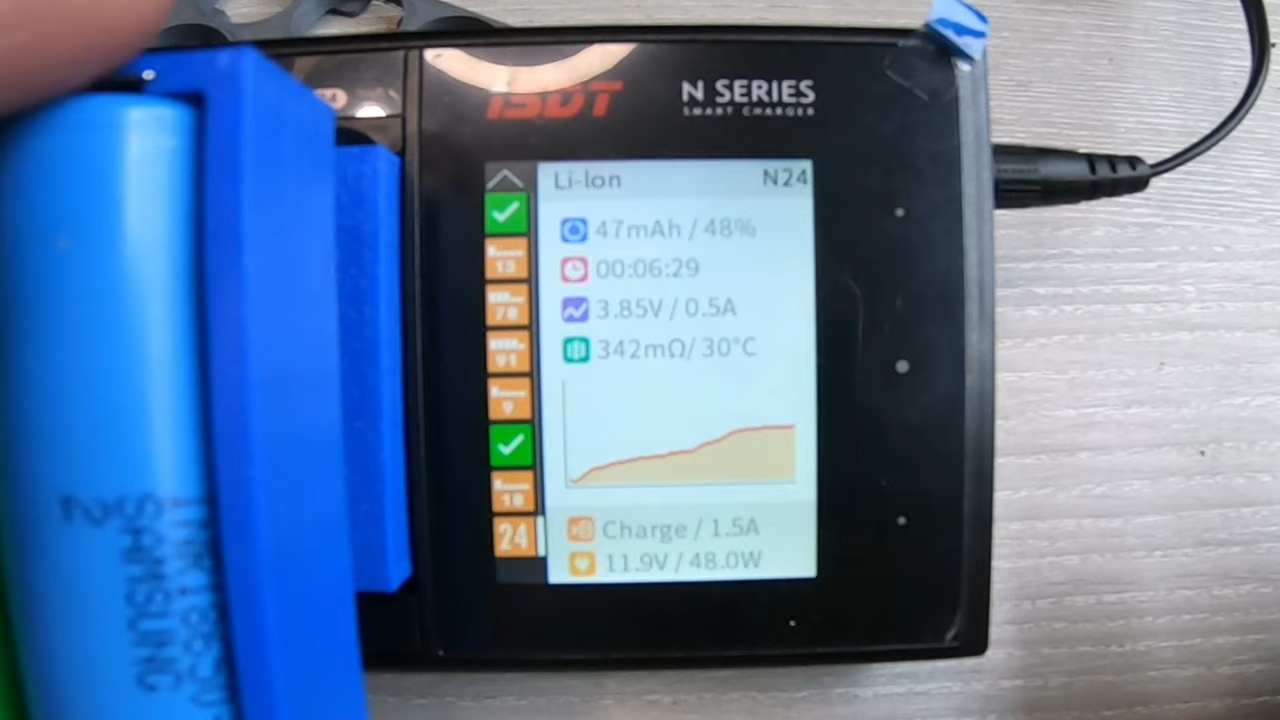 ISDT
N SERIES
SMART CHARGER
Li-Ion
N24
47mAh / 48%
00:06:29
3.85V / 0.5A
342mΩ/ 30°C
13
78
91
9
18
24
Charge / 1.5A
11.9V / 48.0W
SAMSUNG
2